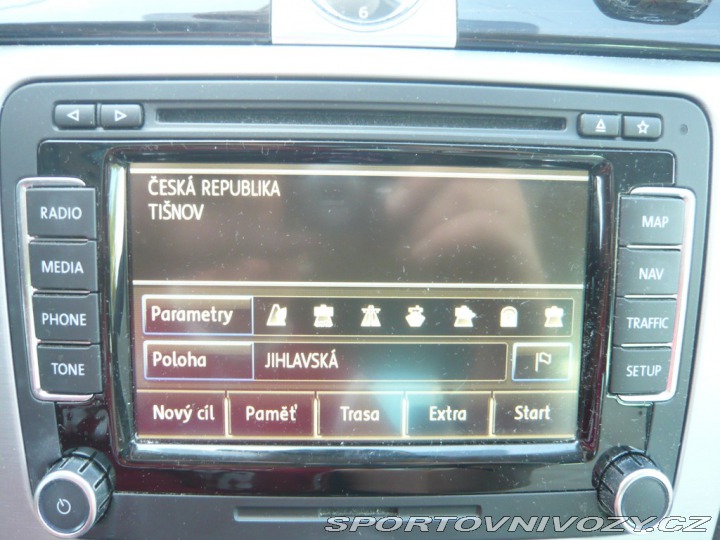 6
ČESKÁ REPUBLIKA
TIŠNOV
RADIO
MEDIA
PHONE
TONE
MAP
NAV
TRAFFIC
SETUP
Parametry
Poloha JIHLAVSKÁ
Nový cíl Paměť Trasa Extra Start
SPORTOVNIVOZY.CZ